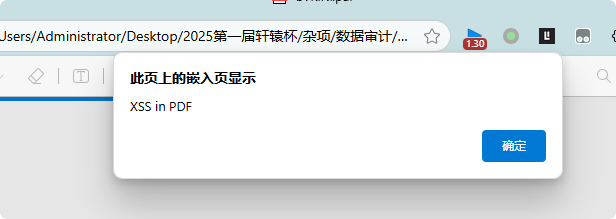 Users/Administrator/Desktop/2025第一届轩辕杯/杂项/数据审计/...
1.30
此页上的嵌入页显示
XSS in PDF
确定